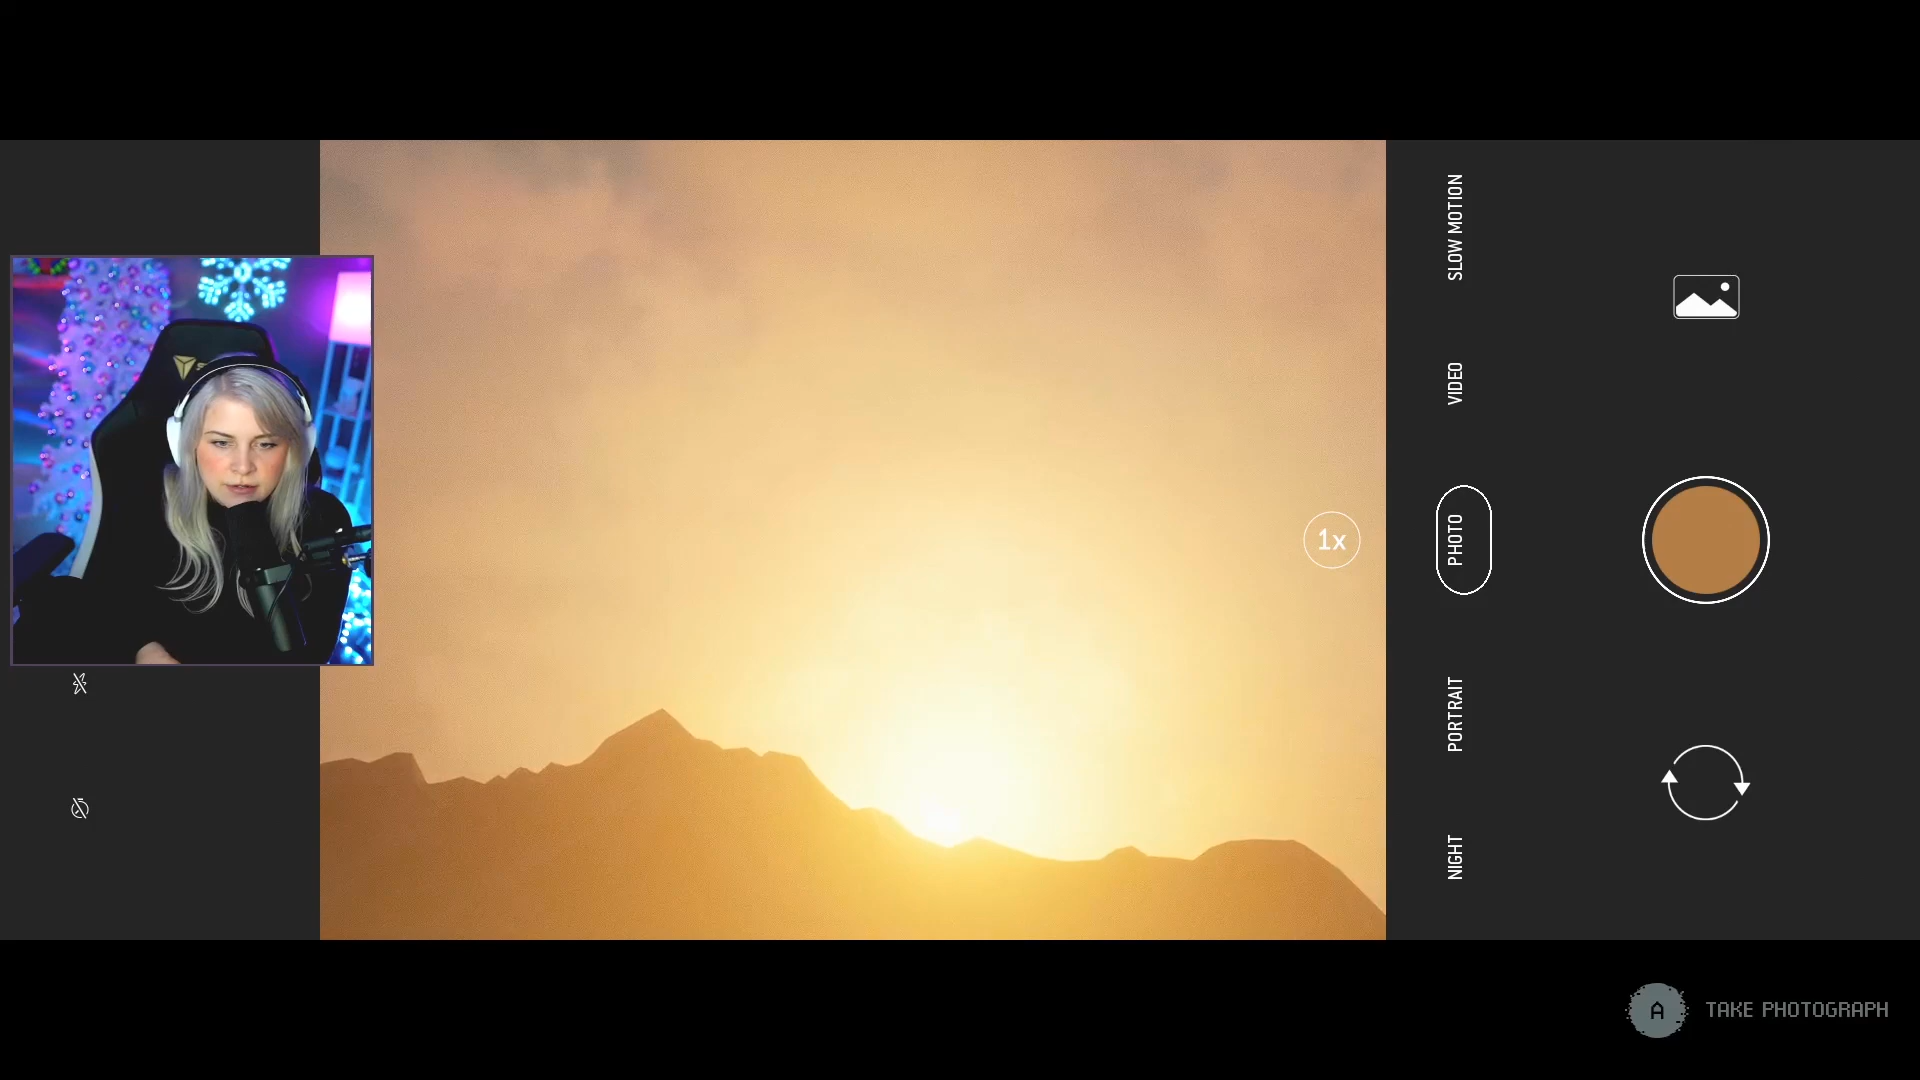 SLOW MOTION
VIDEO
1x
PHOTO
PORTRAIT
NIGHT
A TAKE PHOTOGRAPH